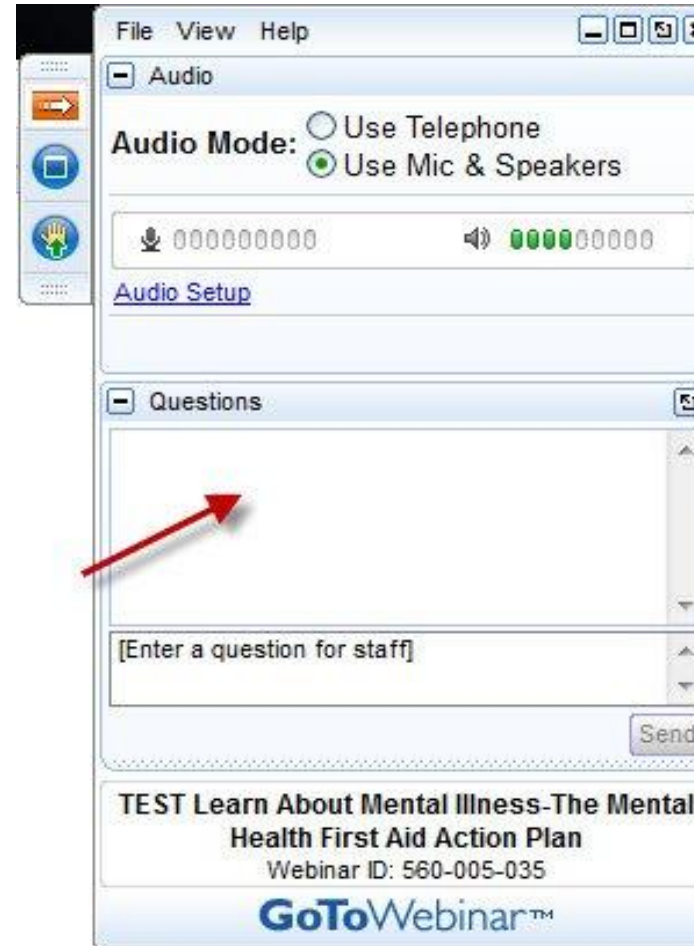 File View Help
Audio
Audio Mode: Use Telephone
Use Mic & Speakers
Audio Setup
Questions
[Enter a question for staff]
Send
TEST Learn About Mental Illness-The Mental
Health First Aid Action Plan
Webinar ID: 560-005-035
GoToWebinar™